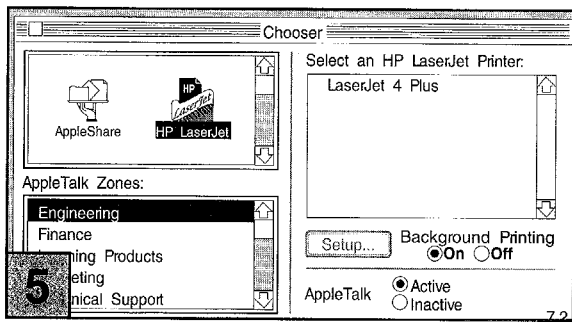 Chooser
AppleShare
HP
LaserJet
HP LaserJet
AppleTalk Zones:
Engineering
Finance
Products
Support
5
Select an HP LaserJet Printer:
LaserJet 4 Plus
Setup...
Background Printing
On Off
AppleTalk
Active
Inactive
7.2